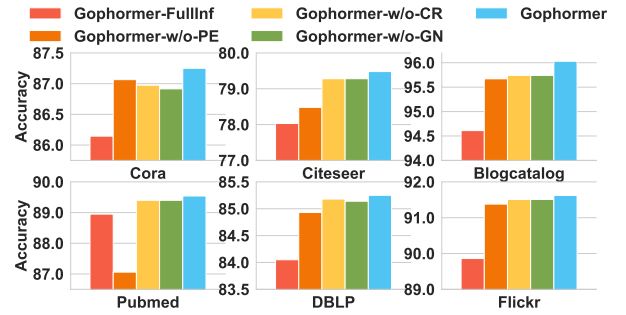 Gophormer-FullInf Gophormer-w/o-CR Gophormer
Gophormer-w/o-PE Gophormer-w/o-GN
Accuracy
87.5
87.0
86.5
86.0
Cora
80.0
79.0
78.0
77.0
Citeseer
96.0
95.5
95.0
94.5
94.0
Blogcatalog
Accuracy
90.0
89.0
88.0
87.0
Pubmed
85.5
85.0
84.5
84.0
83.5
DBLP
92.0
91.0
90.0
89.0
Flickr